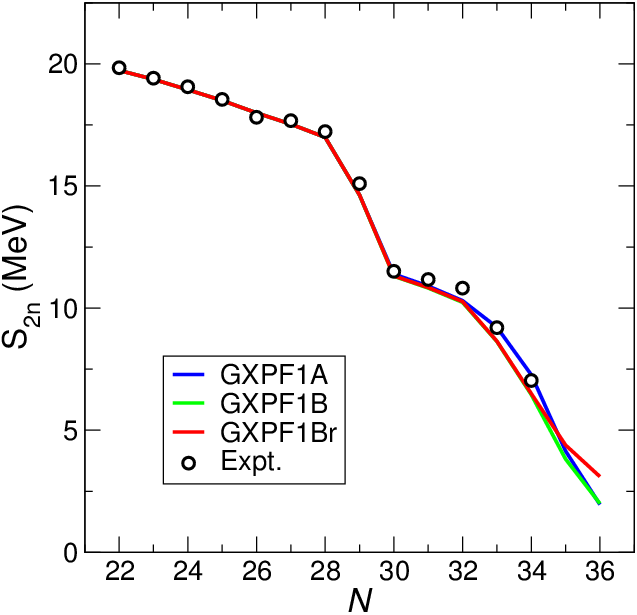 20
15
10
5
0
S2n (MeV)
GXPF1A
GXPF1B
GXPF1Br
Expt.
22 24 26 28 30 32 34 36
N